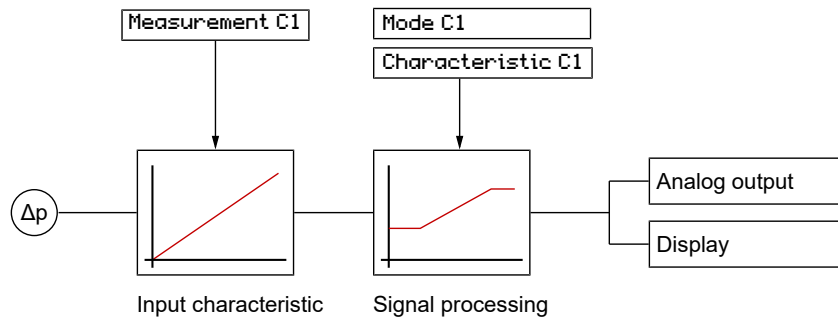 Measurement C1
Mode C1
Characteristic C1
Δp
Analog output
Display
Input characteristic
Signal processing